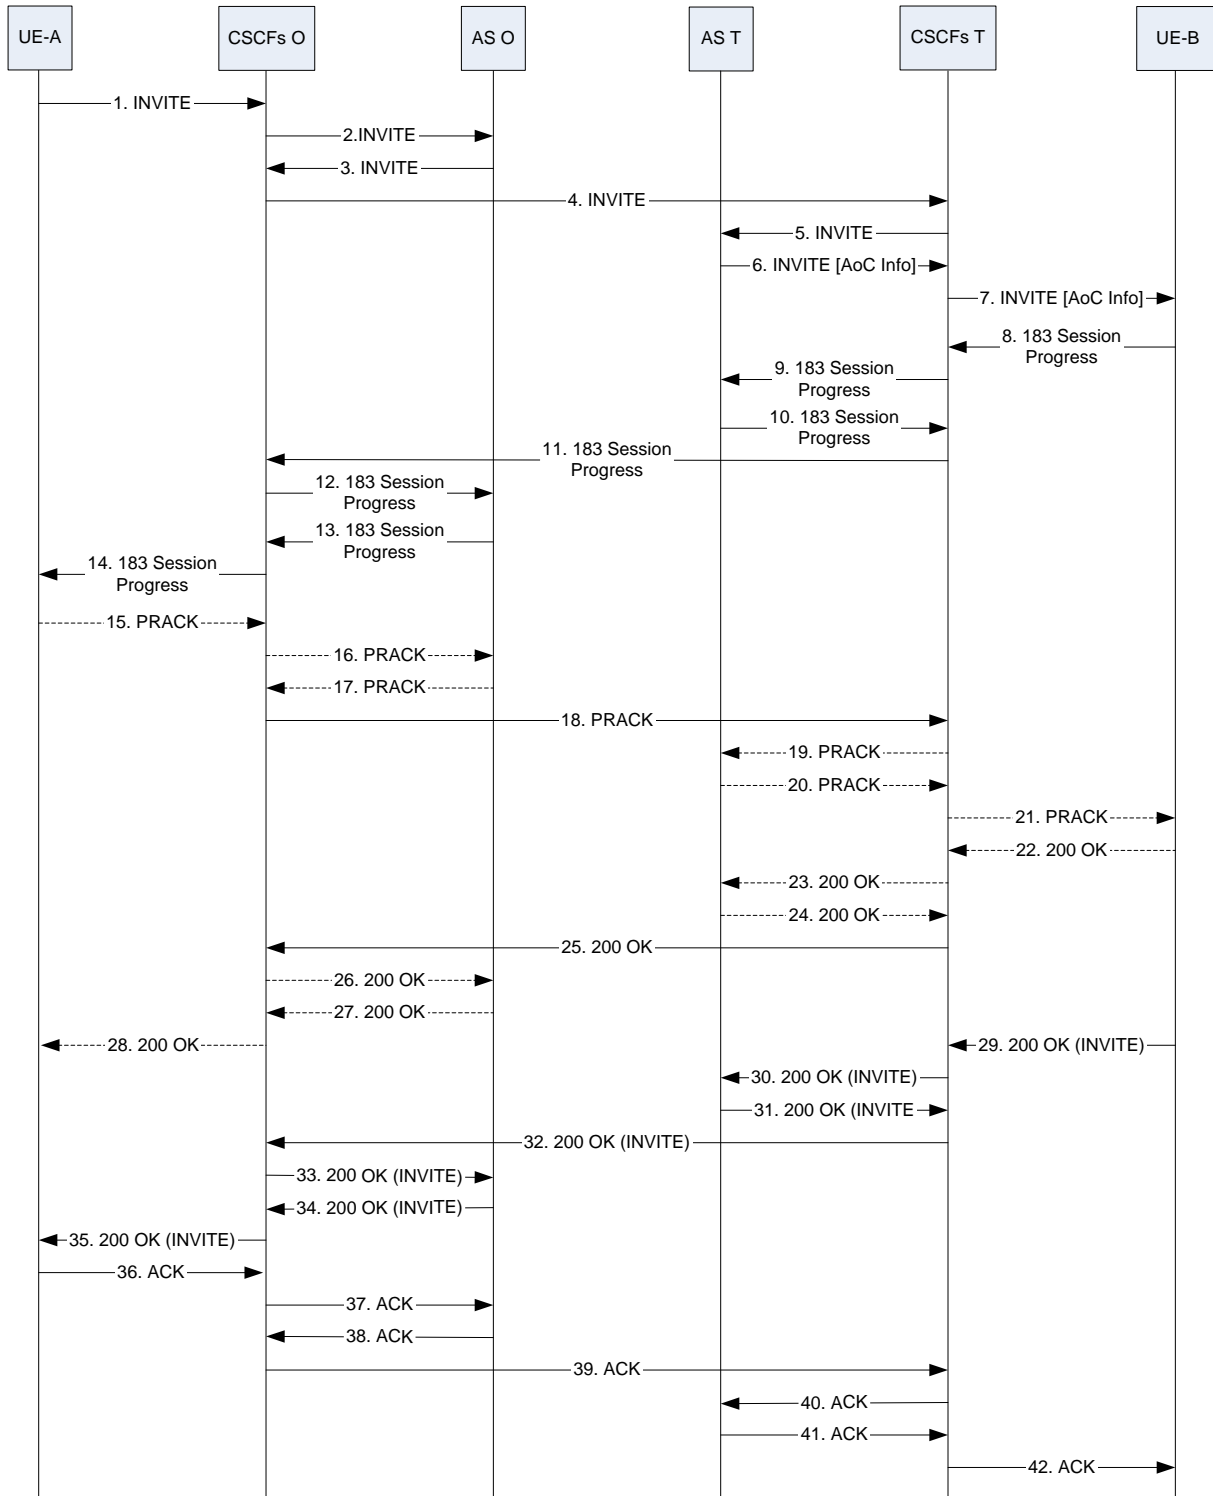 UE-A
CSCFs O
AS O
AS T
CSCFs T
UE-B
1. INVITE
2.INVITE
3. INVITE
4. INVITE
5. INVITE
6. INVITE [AoC Info]
7. INVITE [AoC Info]
8. 183 Session
Progress
9. 183 Session
Progress
10. 183 Session
Progress
11. 183 Session
Progress
12. 183 Session
Progress
13. 183 Session
Progress
14. 183 Session
Progress
15. PRACK
16. PRACK
17. PRACK
18. PRACK
19. PRACK
20. PRACK
21. PRACK
22. 200 OK
23. 200 OK
24. 200 OK
25. 200 OK
26. 200 OK
27. 200 OK
28. 200 OK
29. 200 OK (INVITE)
30. 200 OK (INVITE)
31. 200 OK (INVITE
32. 200 OK (INVITE)
33. 200 OK (INVITE)
34. 200 OK (INVITE)
35. 200 OK (INVITE)
36. ACK
37. ACK
38. ACK
39. ACK
40. ACK
41. ACK
42. ACK